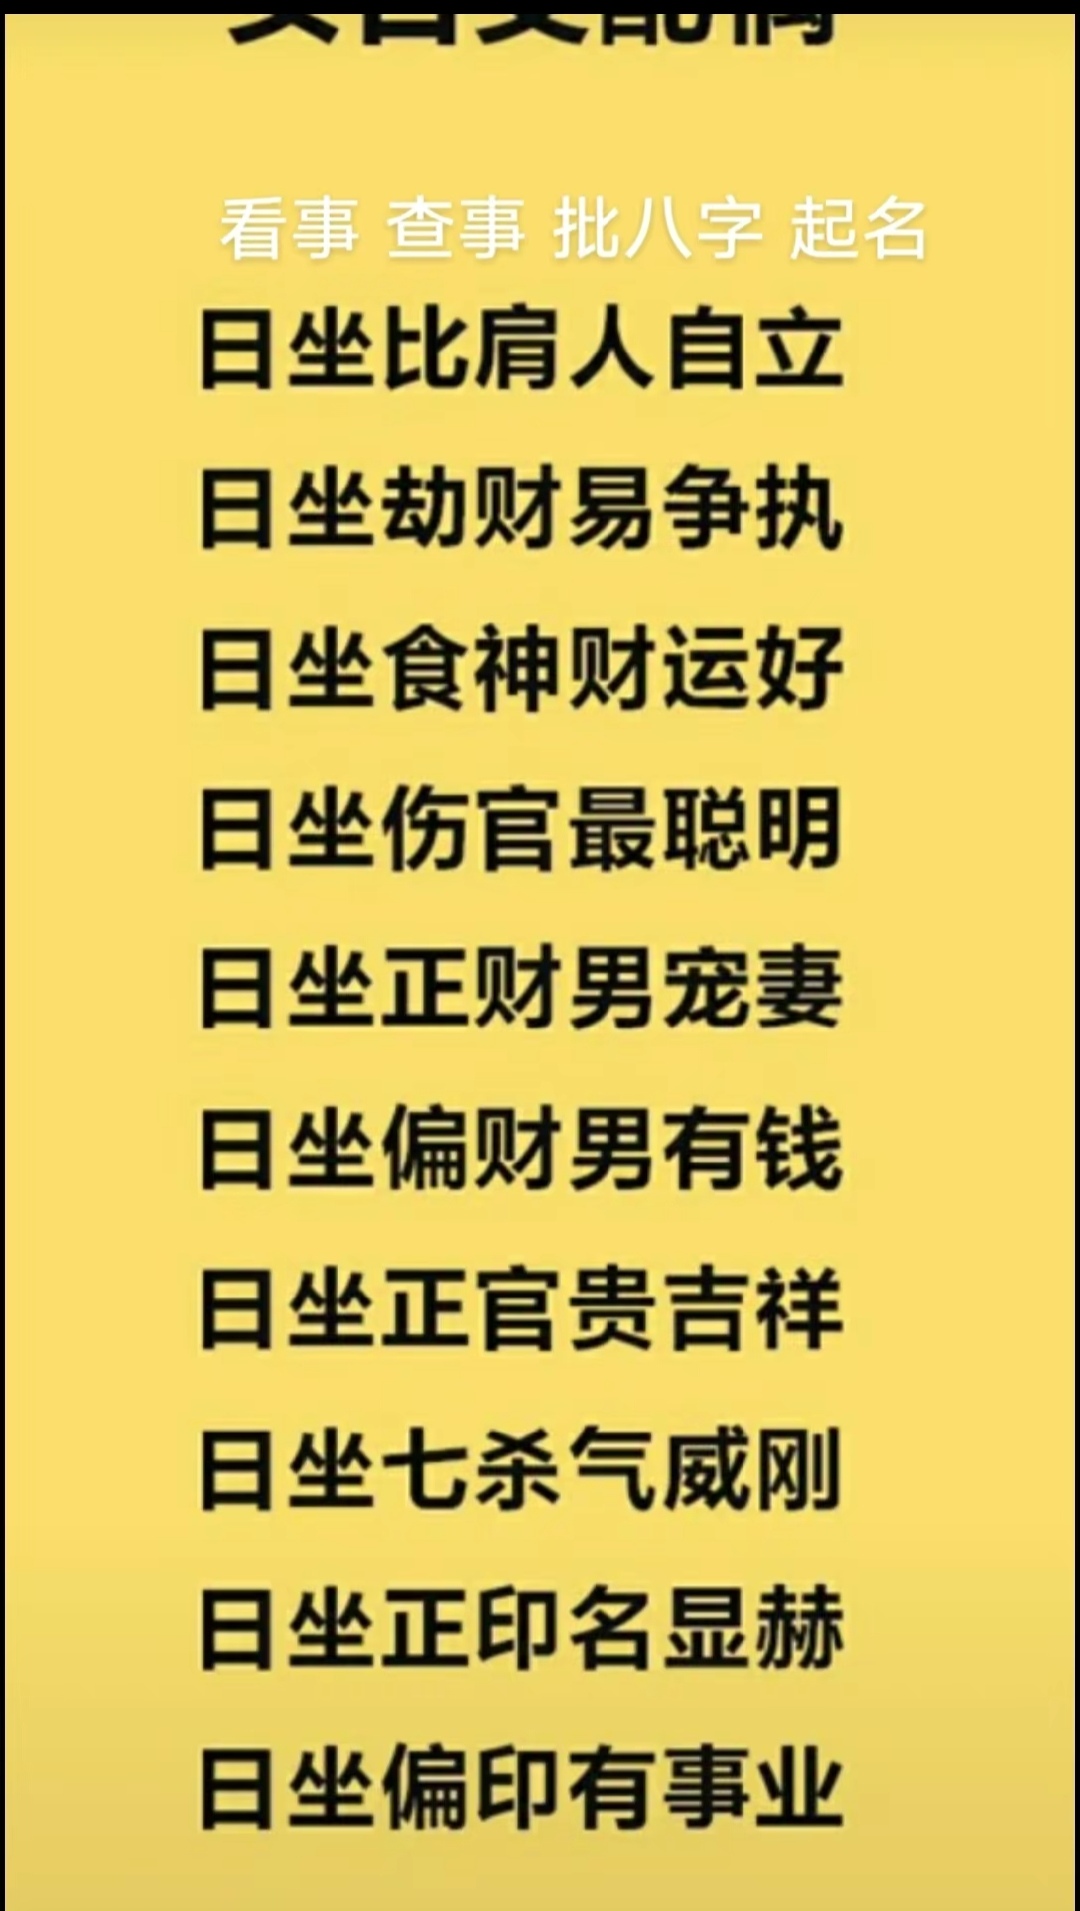 看事 查事 批八字 起名
日坐比肩人自立
日坐劫财易争执
日坐食神财运好
日坐伤官最聪明
日坐正财男宠妻
日坐偏财男有钱
日坐正官贵吉祥
日坐七杀气威刚
日坐正印名显赫
日坐偏印有事业